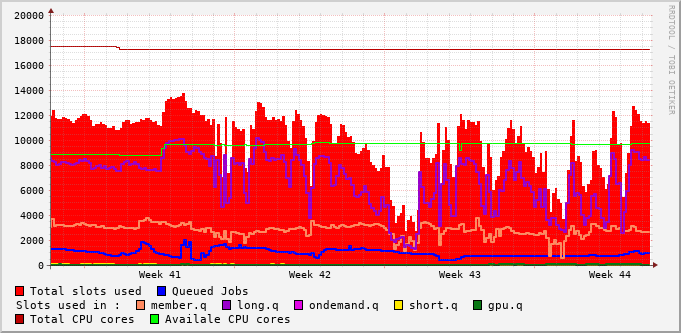 20000
18000
16000
14000
12000
10000
8000
6000
4000
2000
0
Week 41 Week 42 Week 43 Week 44
Total slots used Queued Jobs
Slots used in : member.q long.q ondemand.q short.q gpu.q
Total CPU cores Availale CPU cores
RRDTOOL / TOBI OETIKER